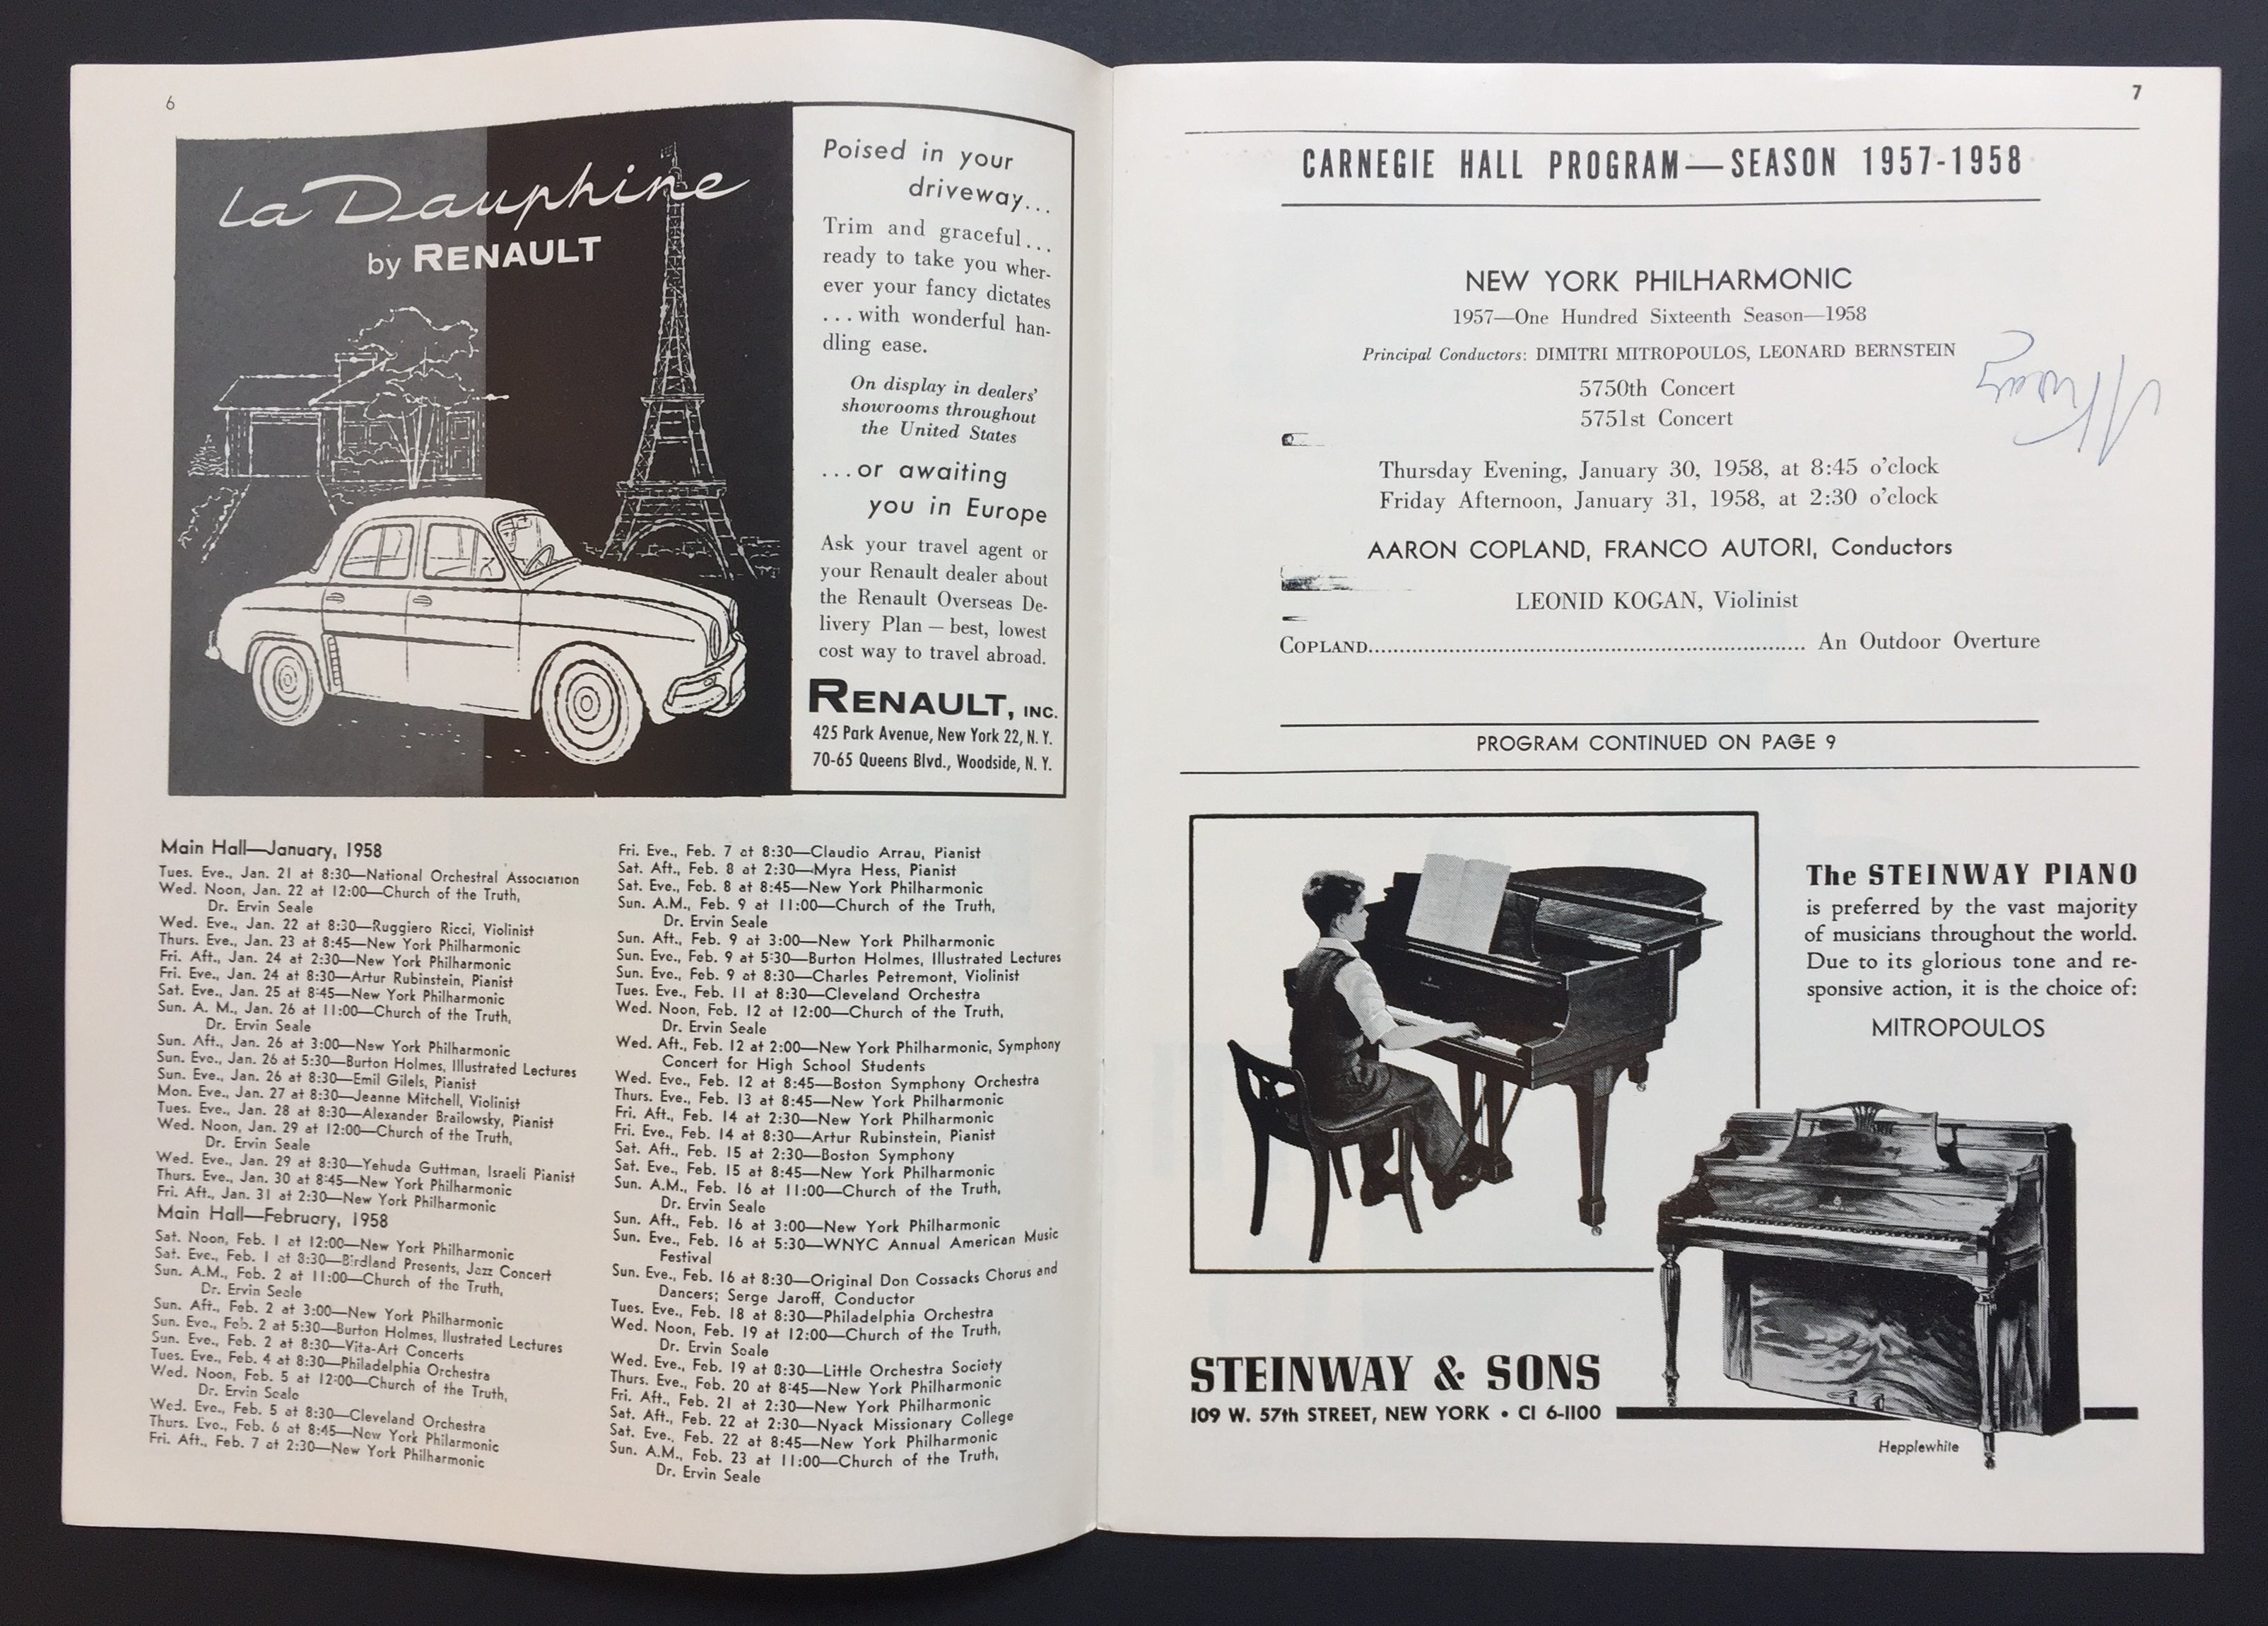 6
la Dauphine
by RENAULT
Poised in your
driveway...
Trim and graceful...
ready to take you wher-
ever your fancy dictates
...with wonderful han-
dling ease.
On display in dealers'
showrooms throughout
the United States
...or awaiting
you in Europe
Ask your travel agent or
your Renault dealer about
the Renault Overseas De-
livery Plan — best, lowest
cost way to travel abroad.
RENAULT, INC.
425 Park Avenue, New York 22, N. Y.
70-65 Queens Blvd., Woodside, N. Y.
Main Hall—January, 1958
Tues. Eve., Jan. 21 at 8:30—National Orchestral Association
Wed. Noon, Jan. 22 at 12:00—Church of the Truth,
Dr. Ervin Seale
Wed. Eve., Jan. 22 at 8:30—Ruggiero Ricci, Violinist
Thurs. Eve., Jan. 23 at 8:45—New York Philharmonic
Fri. Aft., Jan. 24 at 2:30—New York Philharmonic
Fri. Eve., Jan. 24 at 8:30—Artur Rubinstein, Pianist
Sat. Eve., Jan. 25 at 8:45—New York Philharmonic
Sun. A. M., Jan. 26 at 11:00—Church of the Truth,
Dr. Ervin Seale
Sun. Aft., Jan. 26 at 3:00—New York Philharmonic
Sun. Eve., Jan. 26 at 5:30—Burton Holmes, Illustrated Lectures
Sun. Eve., Jan. 26 at 8:30—Emil Gilels, Pianist
Mon. Eve., Jan. 27 at 8:30—Jeanne Mitchell, Violinist
Tues. Eve., Jan. 28 at 8:30—Alexander Brailowsky, Pianist
Wed. Noon, Jan. 29 at 12:00—Church of the Truth,
Dr. Ervin Seale
Wed. Eve., Jan. 29 at 8:30—Yehuda Guttman, Israeli Pianist
Thurs. Eve., Jan. 30 at 8:45—New York Philharmonic
Fri. Aft., Jan. 31 at 2:30—New York Philharmonic
Main Hall—February, 1958
Sat. Noon, Feb. 1 at 12:00—New York Philharmonic
Sat. Eve., Feb. 1 at 8:30—Birdland Presents, Jazz Concert
Sun. A.M., Feb. 2 at 11:00—Church of the Truth,
Dr. Ervin Seale
Sun. Aft., Feb. 2 at 3:00—New York Philharmonic
Sun. Eve., Feb. 2 at 5:30—Burton Holmes, Ilustrated Lectures
Sun. Eve., Feb. 2 at 8:30—Vita-Art Concerts
Tues. Eve., Feb. 4 at 8:30—Philadelphia Orchestra
Wed. Noon, Feb. 5 at 12:00—Church of the Truth,
Dr. Ervin Seale
Wed. Eve., Feb. 5 at 8:30—Cleveland Orchestra
Thurs. Eve., Feb. 6 at 8:45—New York Philarmonic
Fri. Aft., Feb. 7 at 2:30—New York Philharmonic
Fri. Eve., Feb. 7 at 8:30—Claudio Arrau, Pianist
Sat. Aft., Feb. 8 at 2:30—Myra Hess, Pianist
Sat. Eve., Feb. 8 at 8:45—New York Philharmonic
Sun. A.M., Feb. 9 at 11:00—Church of the Truth,
Dr. Ervin Seale
Sun. Aft., Feb. 9 at 3:00—New York Philharmonic
Sun. Eve., Feb. 9 at 5:30—Burton Holmes, Illustrated Lectures
Sun. Eve., Feb. 9 at 8:30—Charles Petremont, Violinist
Tues. Eve., Feb. 11 at 8:30—Cleveland Orchestra
Wed. Noon, Feb. 12 at 12:00—Church of the Truth,
Dr. Ervin Seale
Wed. Aft., Feb. 12 at 2:00—New York Philharmonic, Symphony
Concert for High School Students
Wed. Eve., Feb. 12 at 8:45—Boston Symphony Orchestra
Thurs. Eve., Feb. 13 at 8:45—New York Philharmonic
Fri. Aft., Feb. 14 at 2:30—New York Philharmonic
Fri. Eve., Feb. 14 at 8:30—Artur Rubinstein, Pianist
Sat. Aft., Feb. 15 at 2:30—Boston Symphony
Sat. Eve., Feb. 15 at 8:45—New York Philharmonic
Sun. A.M., Feb. 16 at 11:00—Church of the Truth,
Dr. Ervin Seale
Sun. Aft., Feb. 16 at 3:00—New York Philharmonic
Sun. Eve., Feb. 16 at 5:30—WNYC Annual American Music
Festival
Sun. Eve., Feb. 16 at 8:30—Original Don Cossacks Chorus and
Dancers; Serge Jaroff, Conductor
Tues. Eve., Feb. 18 at 8:30—Philadelphia Orchestra
Wed. Noon, Feb. 19 at 12:00—Church of the Truth,
Dr. Ervin Seale
Wed. Eve., Feb. 19 at 8:30—Little Orchestra Society
Thurs. Eve., Feb. 20 at 8:45—New York Philharmonic
Fri. Aft., Feb. 21 at 2:30—New York Philharmonic
Sat. Aft., Feb. 22 at 2:30—Nyack Missionary College
Sat. Eve., Feb. 22 at 8:45—New York Philharmonic
Sun. A.M., Feb. 23 at 11:00—Church of the Truth,
Dr. Ervin Seale
7
CARNEGIE HALL PROGRAM—SEASON 1957-1958
NEW YORK PHILHARMONIC
1957—One Hundred Sixteenth Season—1958
Principal Conductors: DIMITRI MITROPOULOS, LEONARD BERNSTEIN
5750th Concert
5751st Concert
Thursday Evening, January 30, 1958, at 8:45 o'clock
Friday Afternoon, January 31, 1958, at 2:30 o'clock
AARON COPLAND, FRANCO AUTORI, Conductors
LEONID KOGAN, Violinist
COPLAND.......... An Outdoor Overture
PROGRAM CONTINUED ON PAGE 9
The STEINWAY PIANO
is preferred by the vast majority
of musicians throughout the world.
Due to its glorious tone and re-
sponsive action, it is the choice of:
MITROPOULOS
STEINWAY & SONS
109 W. 57th STREET, NEW YORK • CI 6-1100
Hepplewhite